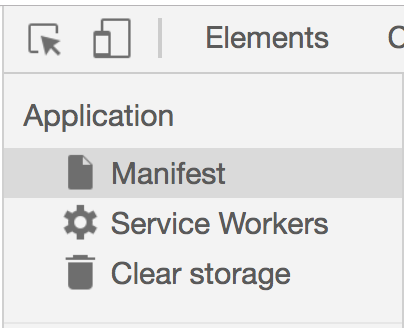 Elements
Application
Manifest
Service Workers
Clear storage